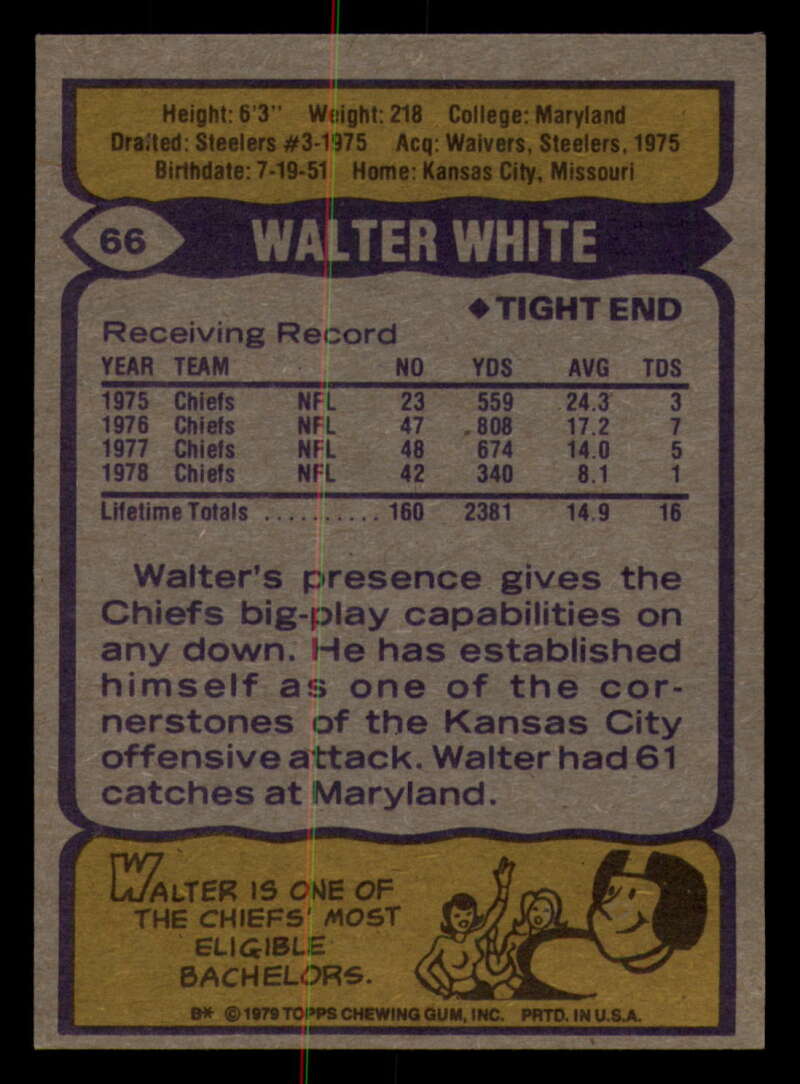 Height: 6'3" Weight: 218 College: Maryland
Drafted: Steelers #3-1975 Acq: Waivers, Steelers, 1975
Birthdate: 7-19-51 Home: Kansas City, Missouri
66 WALTER WHITE
◆TIGHT END
Receiving Record
YEAR TEAM NO YDS AVG TDS
1975 Chiefs NFL 23 559 24.3 3
1976 Chiefs NFL 47 808 17.2 7
1977 Chiefs NFL 48 674 14.0 5
1978 Chiefs NFL 42 340 8.1 1
Lifetime Totals .......... 160 2381 14.9 16
Walter's presence gives the
Chiefs big-play capabilities on
any down. He has established
himself as one of the cor-
nerstones of the Kansas City
offensive attack. Walter had 61
catches at Maryland.
WALTER IS ONE OF
THE CHIEFS' MOST
ELIGIBLE
BACHELORS.
B* ©1979 TOPPS CHEWING GUM, INC. PRTD. IN U.S.A.